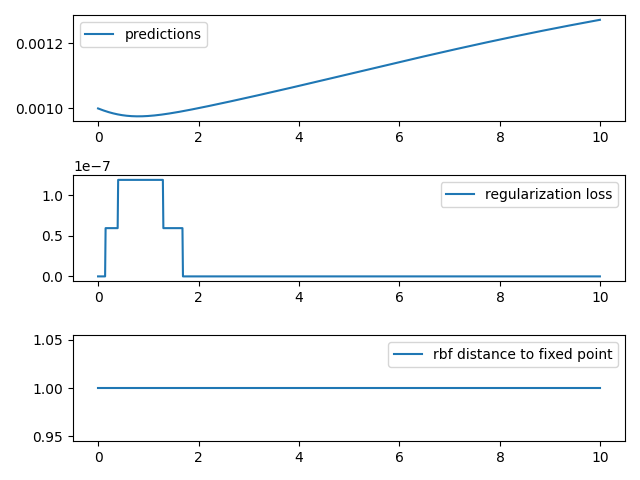 predictions
0.0012
0.0010
0 2 4 6 8 10
1e−7
regularization loss
1.0
0.5
0.0
0 2 4 6 8 10
1.05
rbf distance to fixed point
1.00
0.95
0 2 4 6 8 10